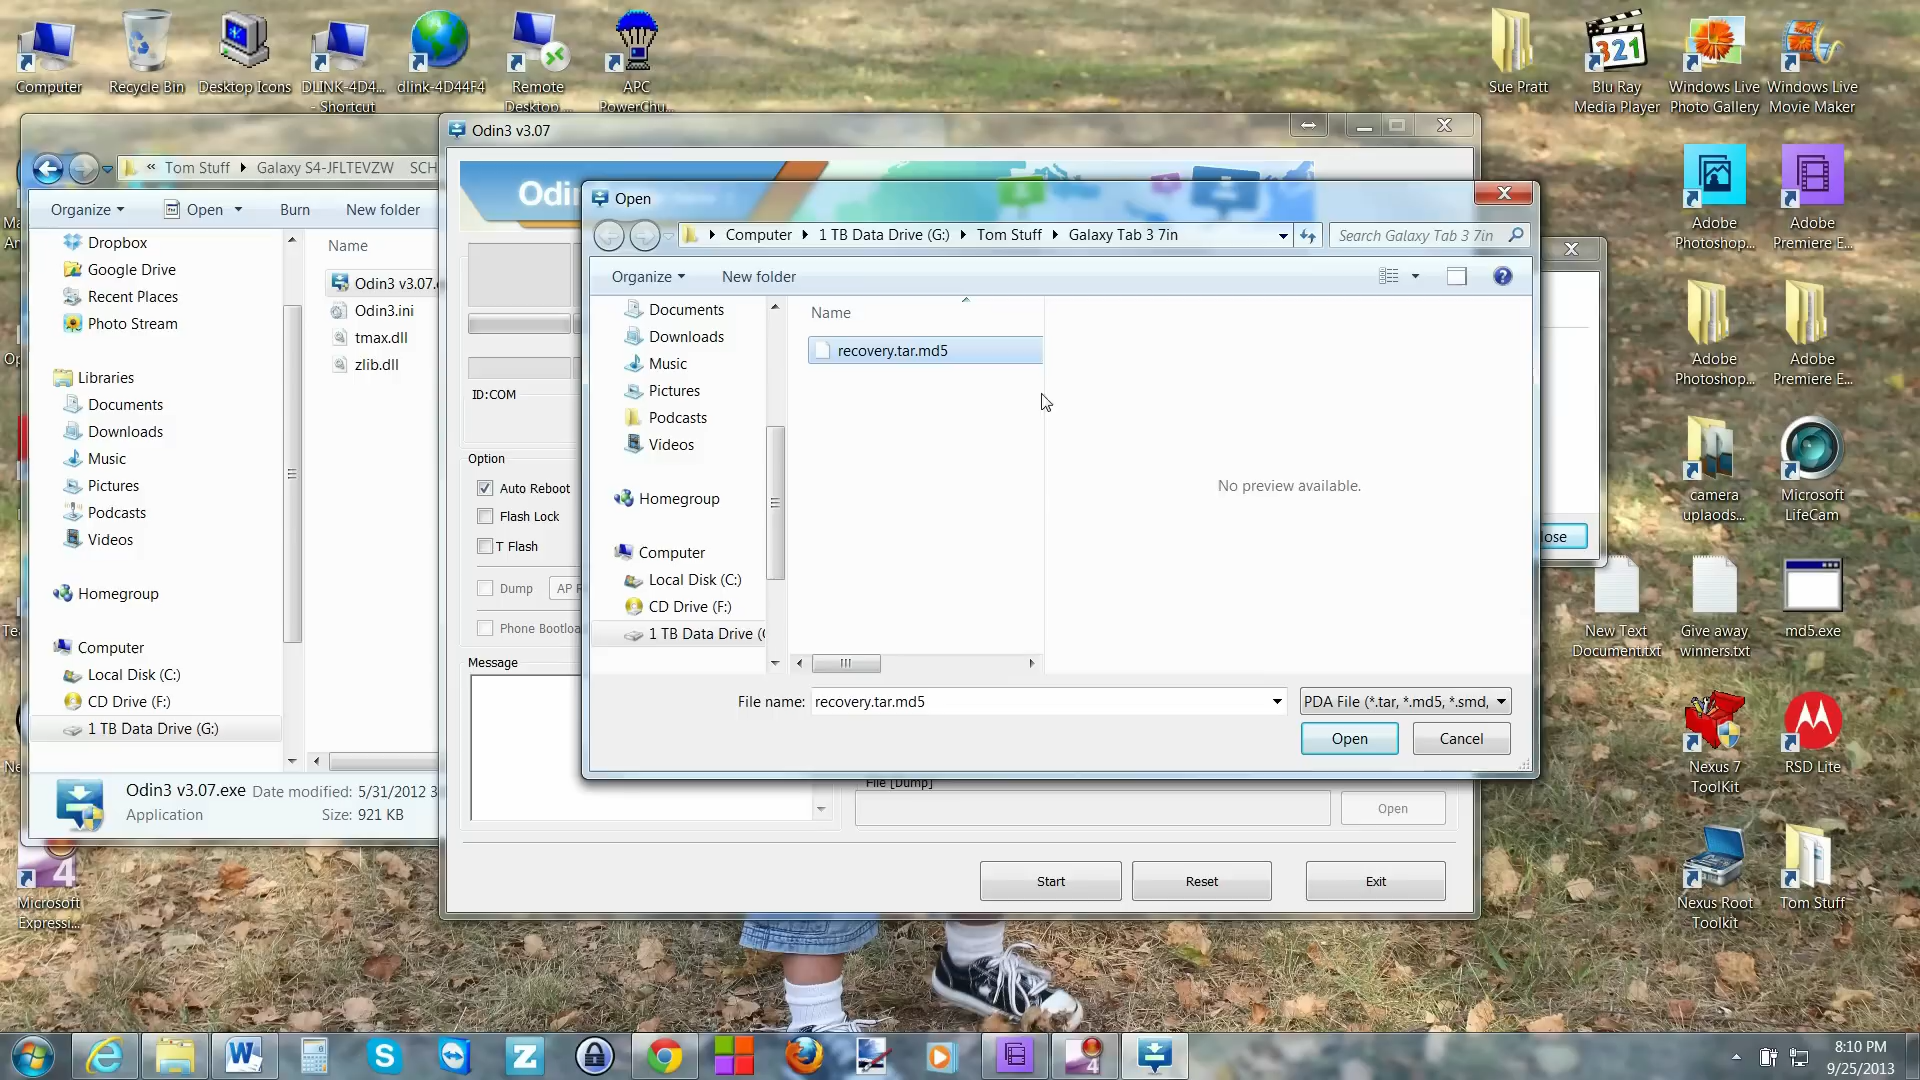 Computer
Recycle Bin
Desktop Icons
DLINK-4D4...
- Shortcut
dlink-4D44F4
Remote
Desktop ...
APC
PowerChu...
Sue Pratt
Blu Ray
Media Player
Windows Live
Photo Gallery
Windows Live
Movie Maker
Odin3 v3.07
« Tom Stuff
Galaxy S4-JFLTEVZW
SCH
Organize
Open
Burn
New folder
Dropbox
Google Drive
Recent Places
Photo Stream
Libraries
Documents
Downloads
Music
Pictures
Podcasts
Videos
Homegroup
Computer
Local Disk (C:)
CD Drive (F:)
1 TB Data Drive (G:)
Name
Odin3 v3.07.
Odin3.ini
tmax.dll
zlib.dll
Odin3 v3.07.exe
Date modified: 5/31/2012 3
Application
Size: 921 KB
ID:COM
Option
Auto Reboot
Flash Lock
T Flash
Dump
Phone Bootloa
Message
Open
Computer
1 TB Data Drive (G:)
Tom Stuff
Galaxy Tab 3 7in
Search Galaxy Tab 3 7in
Organize
New folder
Documents
Downloads
Music
Pictures
Podcasts
Videos
Homegroup
Computer
Local Disk (C:)
CD Drive (F:)
1 TB Data Drive (
Name
recovery.tar.md5
No preview available.
File name:
recovery.tar.md5
PDA File (*.tar, *.md5, *.smd,
Open
Cancel
File [Dump]
Open
Start
Reset
Exit
Adobe
Photoshop...
Adobe
Premiere E...
Adobe
Photoshop...
Adobe
Premiere E...
camera
uplaods...
Microsoft
LifeCam
New Text
Document.txt
Give away
winners.txt
md5.exe
Nexus 7
ToolKit
RSD Lite
Nexus Root
Toolkit
Tom Stuff
Microsoft
Expressi...
8:10 PM
9/25/2013